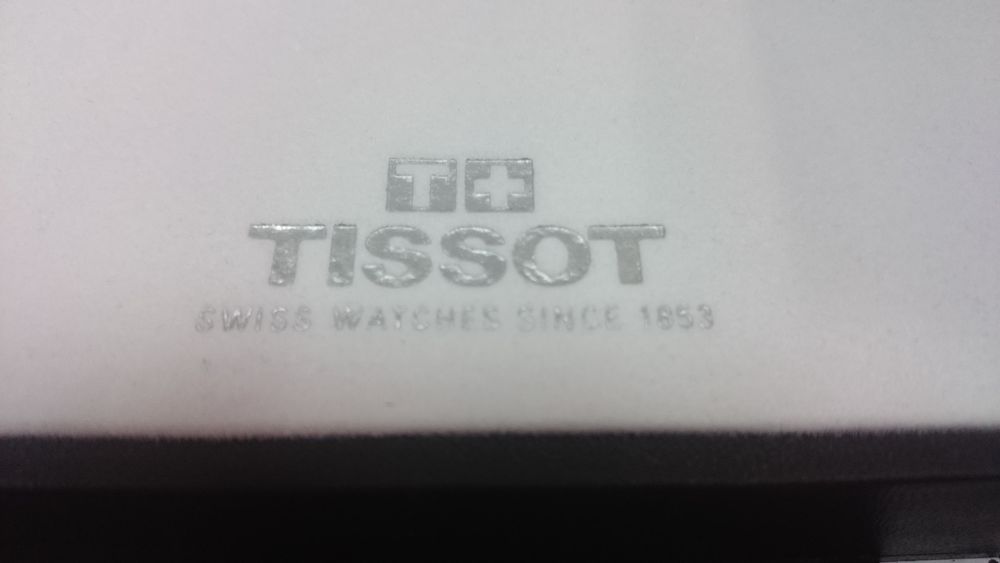 T+
TISSOT
SWISS WATCHES SINCE 1853